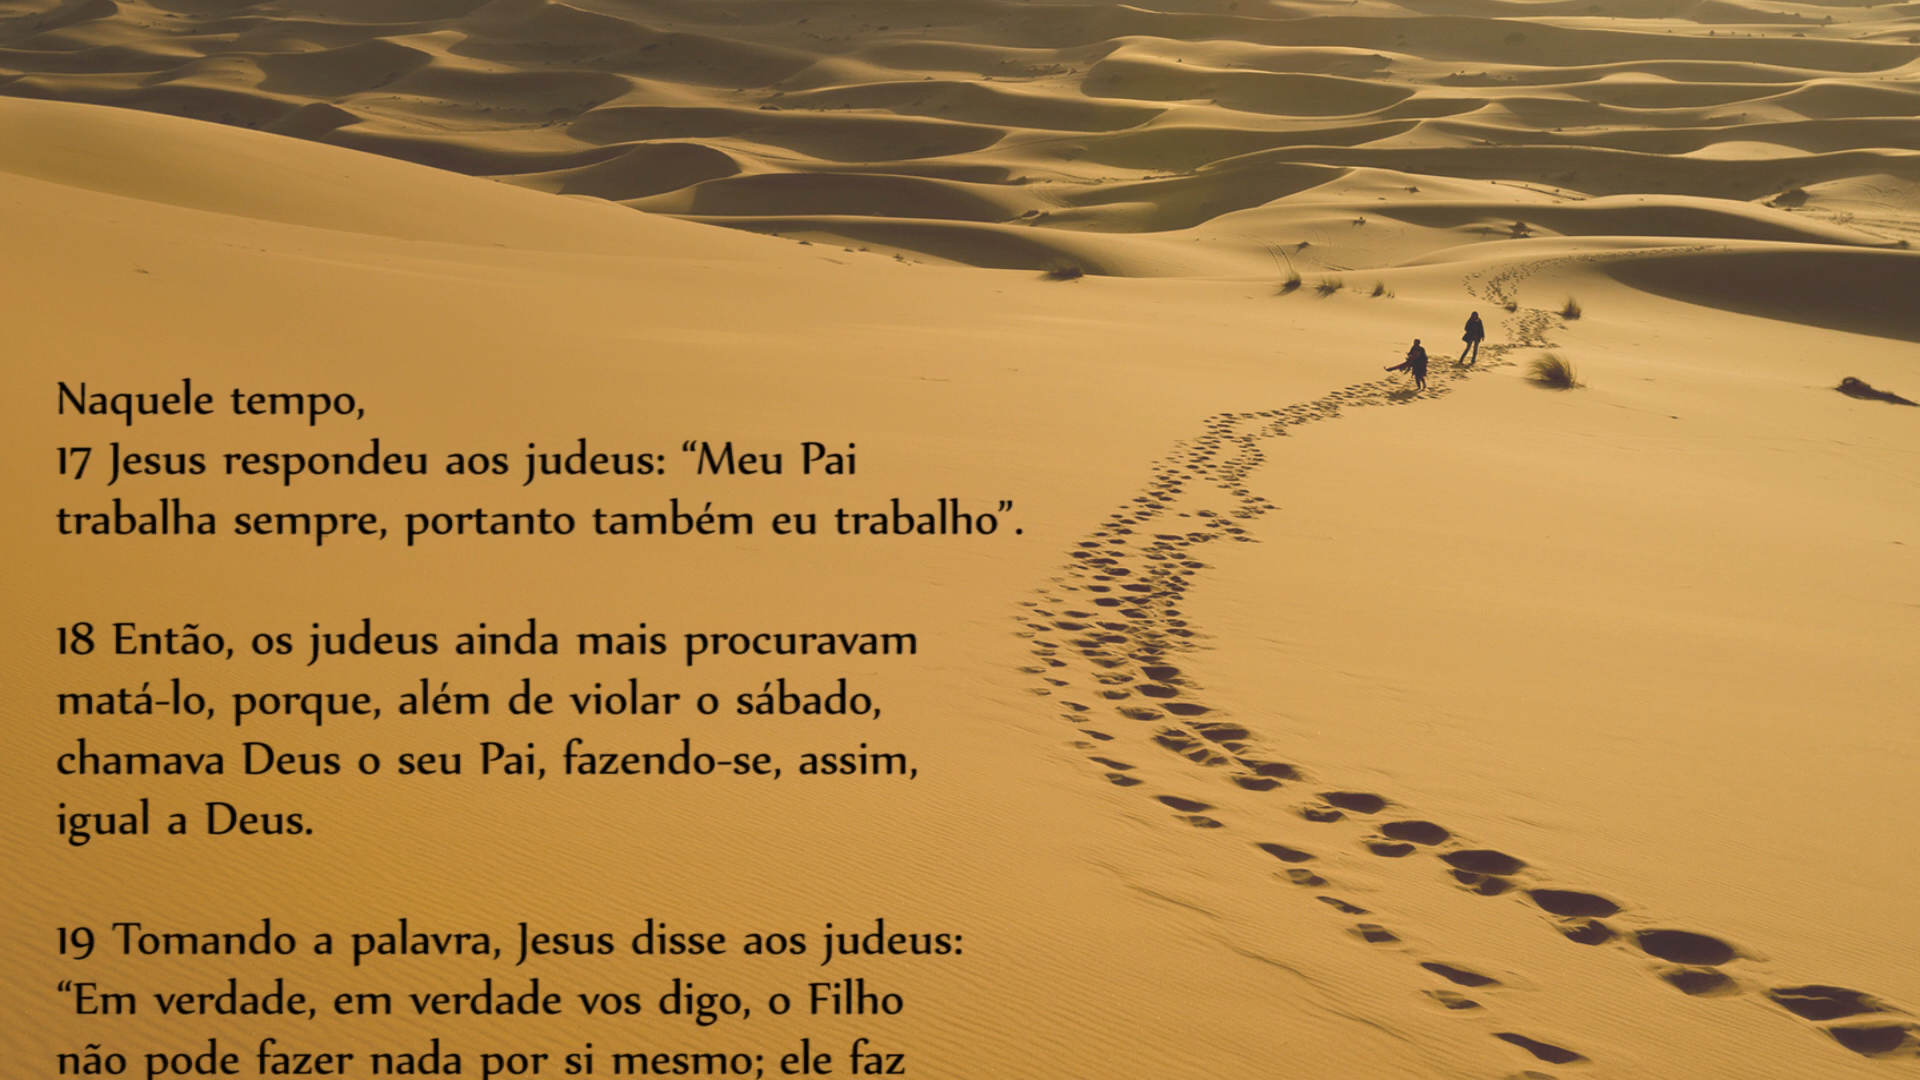 Naquele tempo,
17 Jesus respondeu aos judeus: “Meu Pai
trabalha sempre, portanto também eu trabalho”.
18 Então, os judeus ainda mais procuravam
matá-lo, porque, além de violar o sábado,
chamava Deus o seu Pai, fazendo-se, assim,
igual a Deus.
19 Tomando a palavra, Jesus disse aos judeus:
“Em verdade, em verdade vos digo, o Filho
não pode fazer nada por si mesmo; ele faz